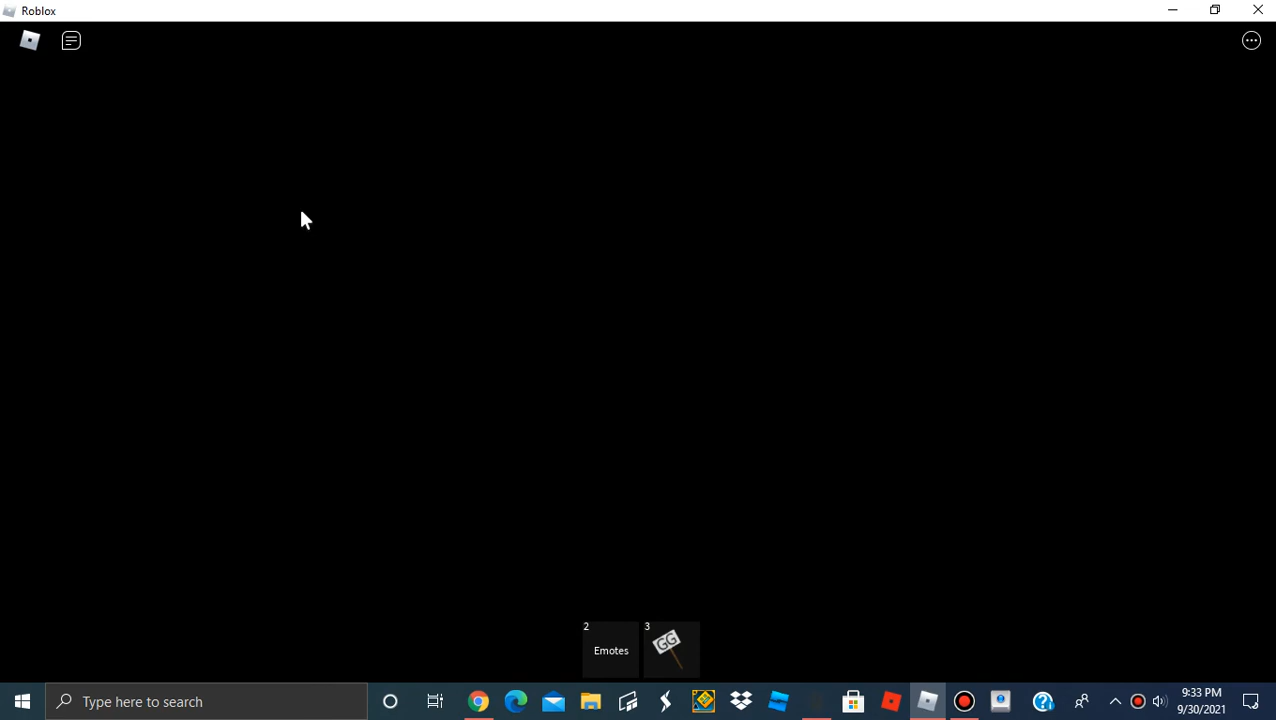 Roblox
2
3
GG
Emotes
Type here to search
9:33 PM
9/30/2021